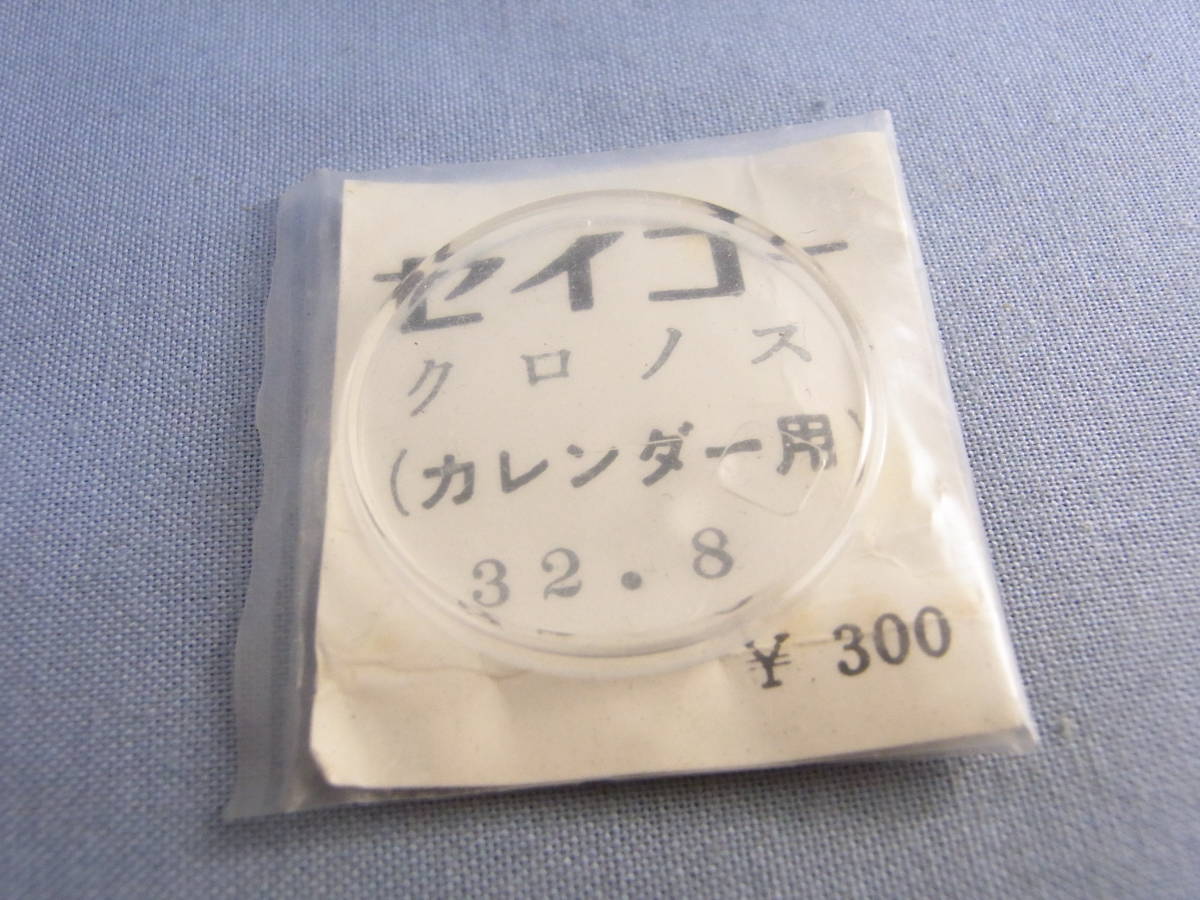 セイコー
クロノス
(カレンダー用)
32.8
¥ 300